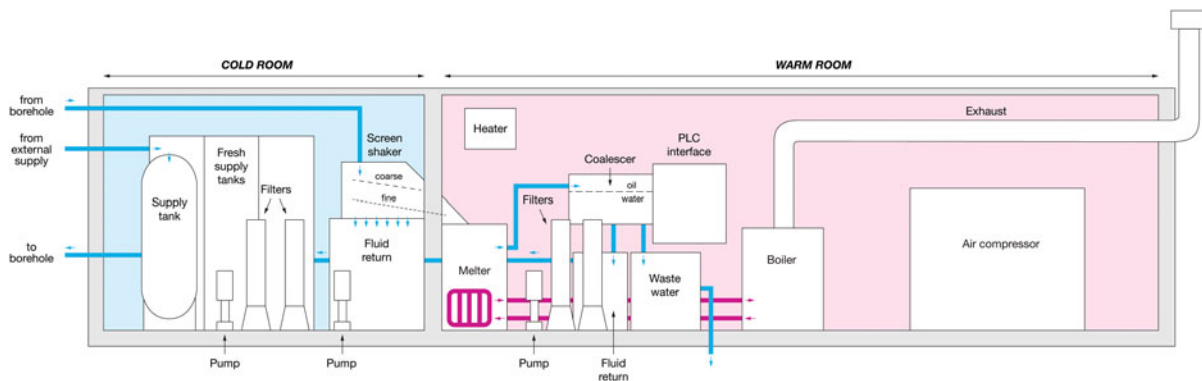 COLD ROOM
WARM ROOM
from
borehole
from
external
supply
to
borehole
Supply
tank
Fresh
supply
tanks
Filters
Screen
shaker
coarse
fine
Fluid
return
Pump
Pump
Heater
Melter
Filters
Coalescer
oil
water
PLC
interface
Waste
water
Pump
Fluid
return
Boiler
Exhaust
Air compressor